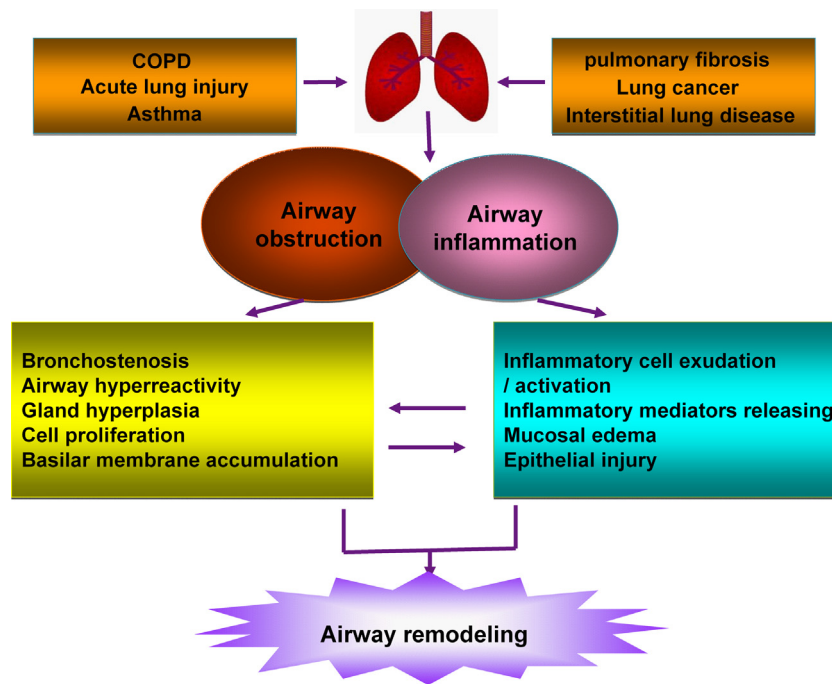 COPD
Acute lung injury
Asthma
pulmonary fibrosis
Lung cancer
Interstitial lung disease
Airway
obstruction
Airway
inflammation
Bronchostenosis
Airway hyperreactivity
Gland hyperplasia
Cell proliferation
Basilar membrane accumulation
Inflammatory cell exudation
/ activation
Inflammatory mediators releasing
Mucosal edema
Epithelial injury
Airway remodeling